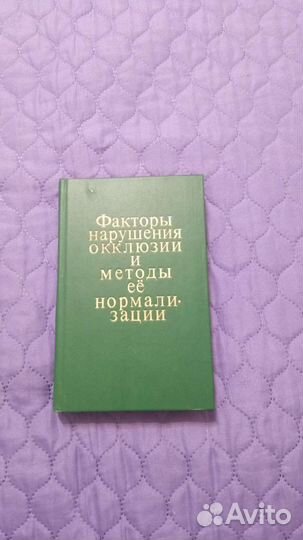 Факторы
нарушения
окклюзии
и
методы
её
нормали-
зации
Avito